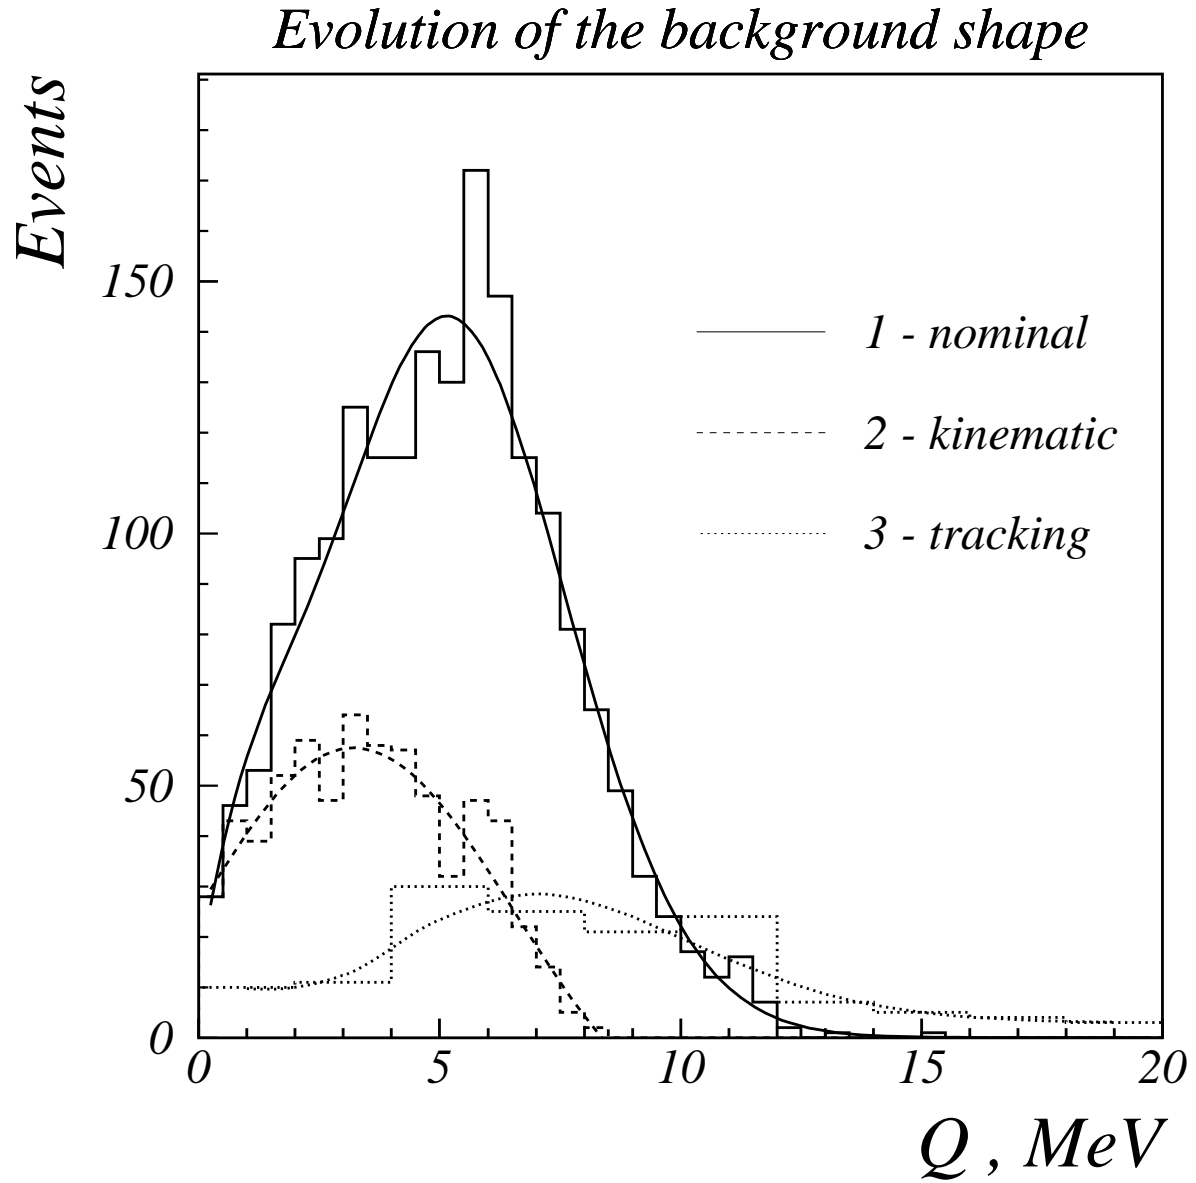 Evolution of the background shape
Events
150
100
50
0
1 - nominal
2 - kinematic
3 - tracking
0 5 10 15 20
Q , MeV